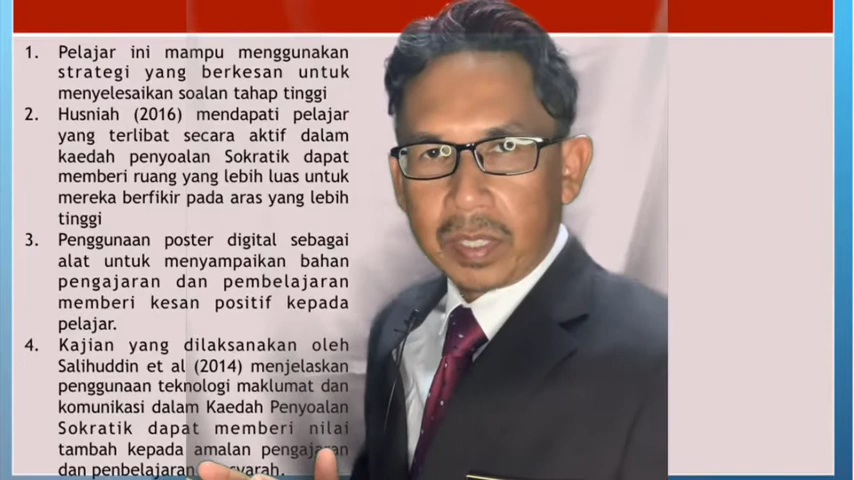 1. Pelajar ini mampu menggunakan
strategi yang berkesan untuk
menyelesaikan soalan tahap tinggi
2. Husniah (2016) mendapati pelajar
yang terlibat secara aktif dalam
kaedah penyoalan Sokratik dapat
memberi ruang yang lebih luas untuk
mereka berfikir pada aras yang lebih
tinggi
3. Penggunaan poster digital sebagai
alat untuk menyampaikan bahan
pengajaran dan pembelajaran
memberi kesan positif kepada
pelajar.
4. Kajian yang dilaksanakan oleh
Salihuddin et al (2014) menjelaskan
penggunaan teknologi maklumat dan
komunikasi dalam Kaedah Penyoalan
Sokratik dapat memberi nilai
tambah kepada amalan pengajaran
dan penbelajaran